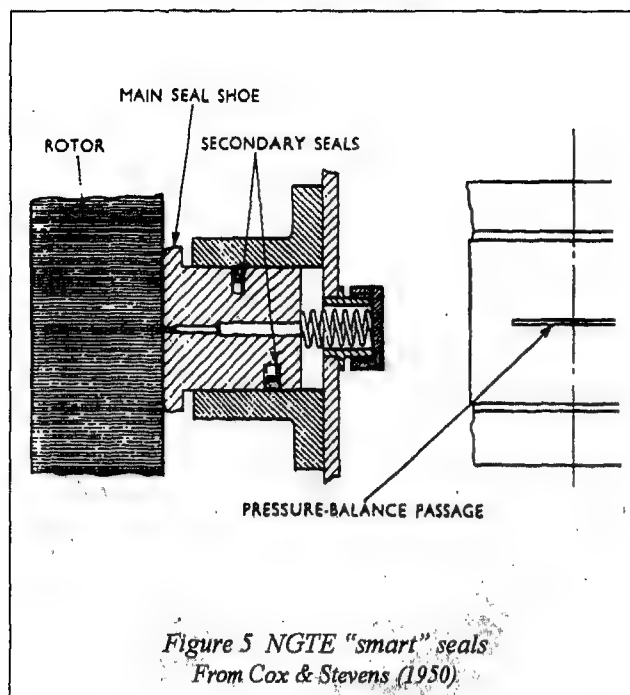 MAIN SEAL SHOE
ROTOR
SECONDARY SEALS
PRESSURE-BALANCE PASSAGE
Figure 5 NGTE “smart” seals
From Cox & Stevens (1950)